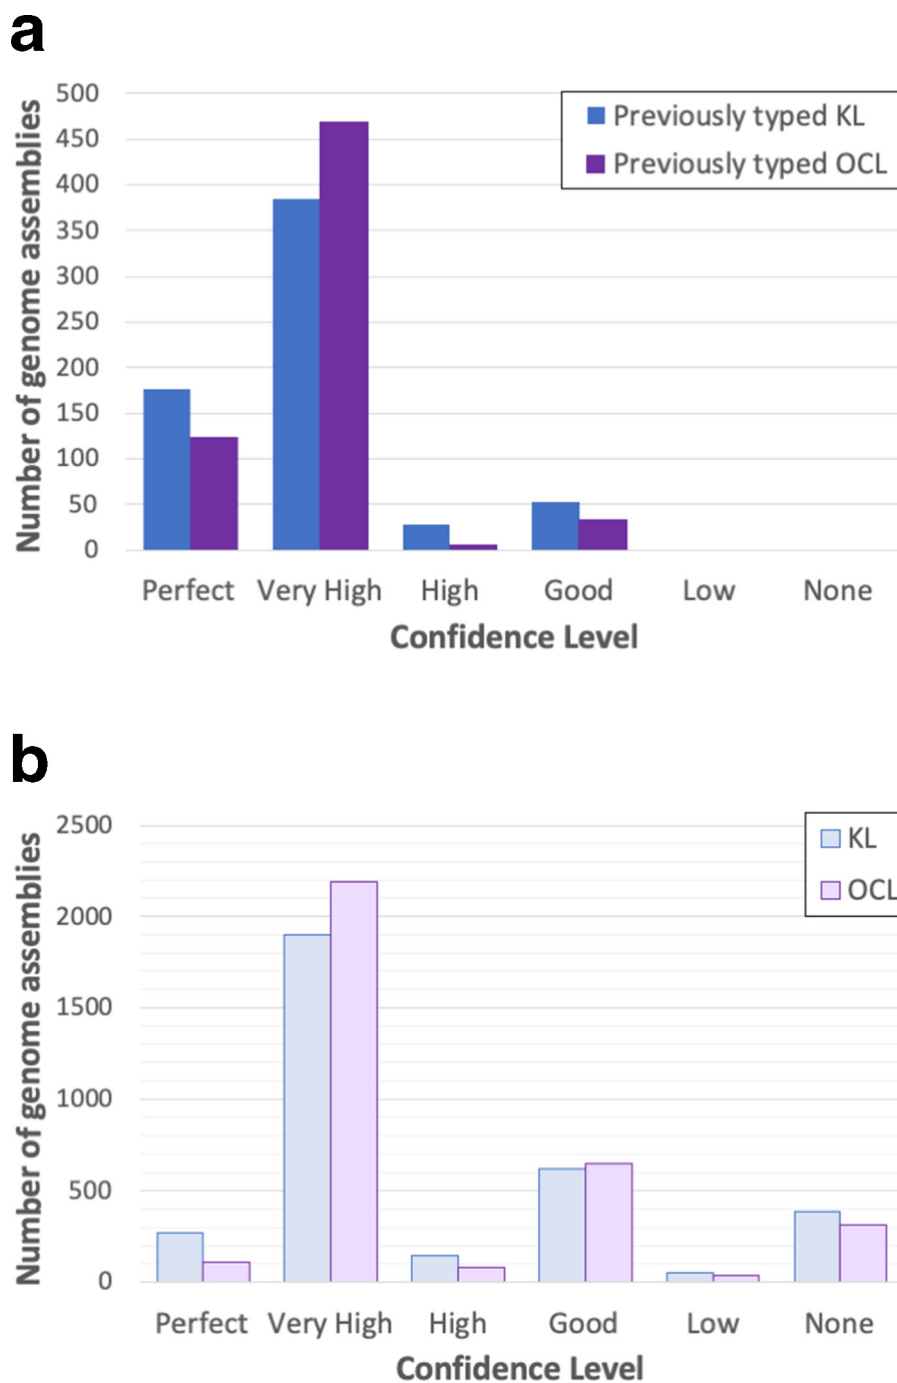 a
Number of genome assemblies
500
450
400
350
300
250
200
150
100
50
0
Previously typed KL
Previously typed OCL
Perfect Very High High Good Low None
Confidence Level
b
Number of genome assemblies
2500
2000
1500
1000
500
0
KL
OCL
Perfect Very High High Good Low None
Confidence Level